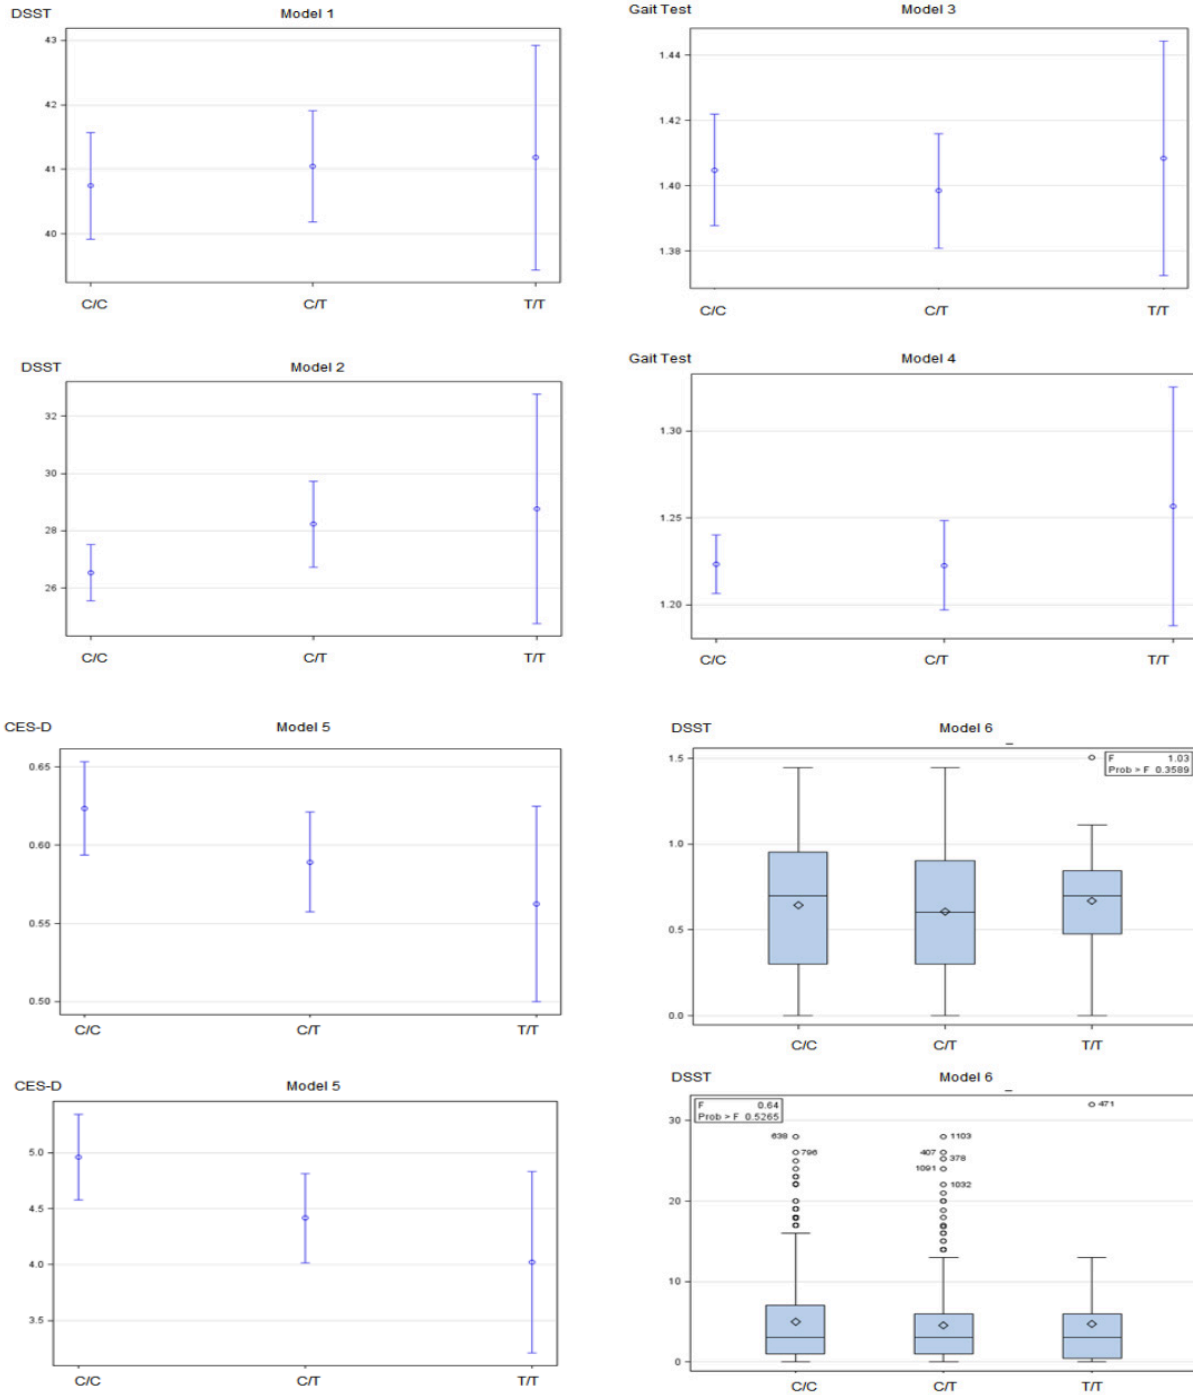 DSST Model 1
43
42
41
40
C/C C/T T/T
Gait Test Model 3
1.44
1.42
1.40
1.38
C/C C/T T/T
DSST Model 2
32
30
28
26
C/C C/T T/T
Gait Test Model 4
1.30
1.25
1.20
C/C C/T T/T
CES-D Model 5
0.65
0.60
0.55
0.50
C/C C/T T/T
DSST Model 6
F 1.03
Prob > F 0.3589
1.5
1.0
0.5
0.0
C/C C/T T/T
CES-D Model 5
5.0
4.5
4.0
3.5
C/C C/T T/T
DSST Model 6
F 0.64
Prob > F 0.5265
471
30
638 1103
796 407 378
1091
1032
20
10
0
C/C C/T T/T